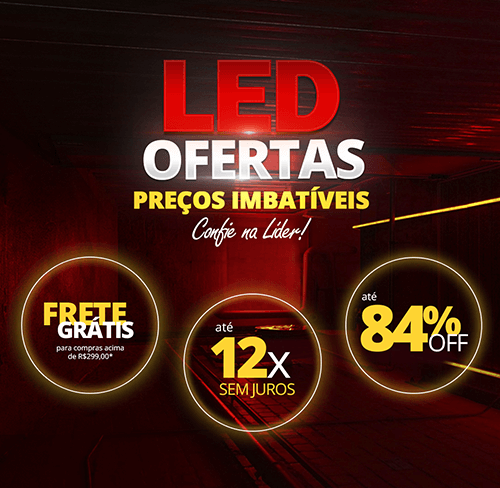 LED
OFERTAS
PREÇOS IMBATÍVEIS
Confie na Líder!
FRETE
GRÁTIS
para compras acima
de R$299,00*
até
12x
SEM JUROS
até
84%
OFF